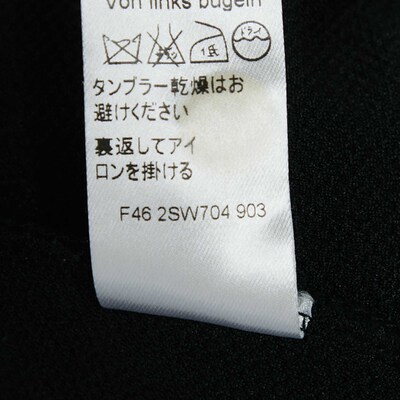 Von links bügeln
タンブラー乾燥はお
避けください
裏返してアイ
ロンを掛ける
F46 2SW704 903